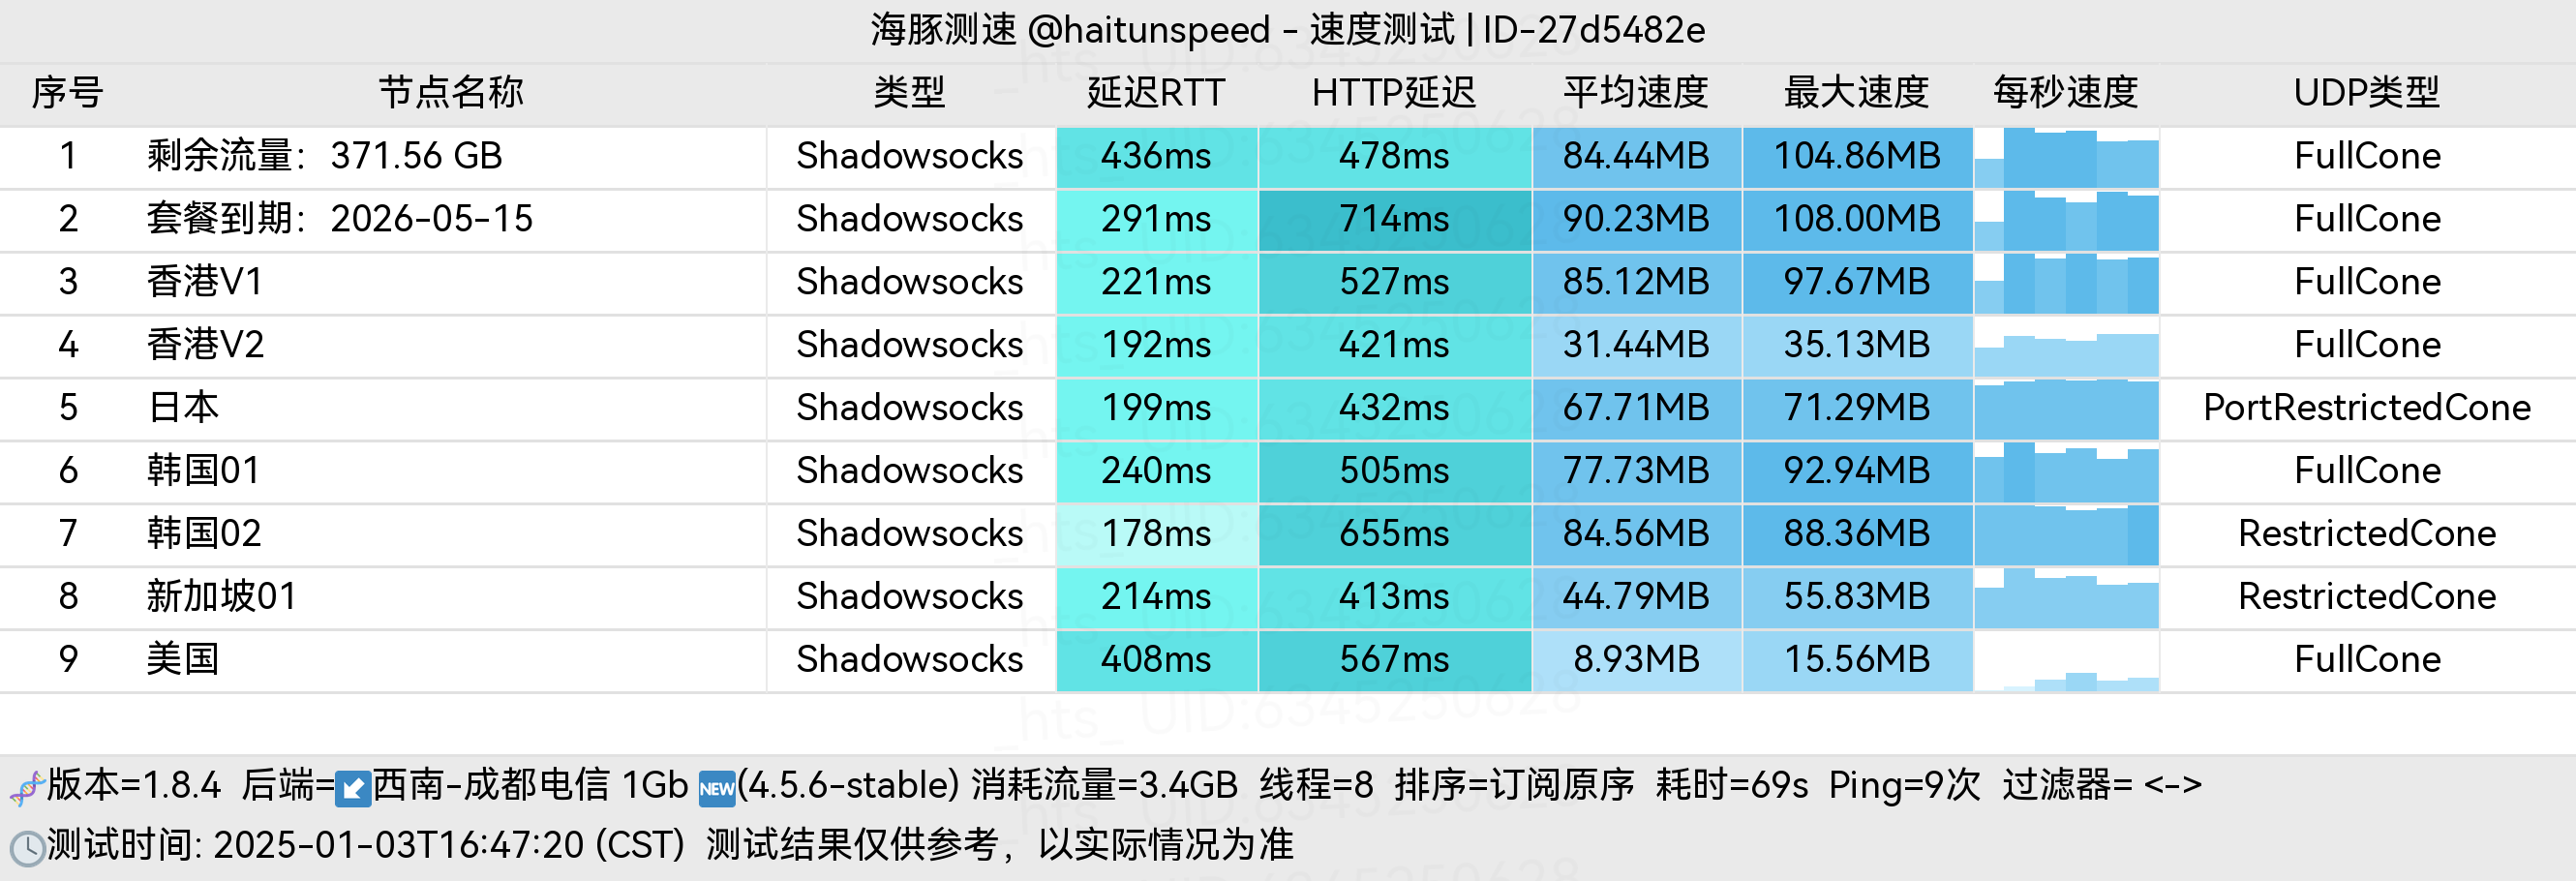 海豚测速 @haitunspeed - 速度测试 | ID-27d5482e
序号 节点名称 类型 延迟RTT HTTP延迟 平均速度 最大速度 每秒速度 UDP类型
1 剩余流量：371.56 GB Shadowsocks 436ms 478ms 84.44MB 104.86MB FullCone
2 套餐到期：2026-05-15 Shadowsocks 291ms 714ms 90.23MB 108.00MB FullCone
3 香港V1 Shadowsocks 221ms 527ms 85.12MB 97.67MB FullCone
4 香港V2 Shadowsocks 192ms 421ms 31.44MB 35.13MB FullCone
5 日本 Shadowsocks 199ms 432ms 67.71MB 71.29MB PortRestrictedCone
6 韩国01 Shadowsocks 240ms 505ms 77.73MB 92.94MB FullCone
7 韩国02 Shadowsocks 178ms 655ms 84.56MB 88.36MB RestrictedCone
8 新加坡01 Shadowsocks 214ms 413ms 44.79MB 55.83MB RestrictedCone
9 美国 Shadowsocks 408ms 567ms 8.93MB 15.56MB FullCone
_hts_ UID:6345250628
版本=1.8.4 后端=↙西南-成都电信 1Gb NEW(4.5.6-stable) 消耗流量=3.4GB 线程=8 排序=订阅原序 耗时=69s Ping=9次 过滤器= <->
测试时间: 2025-01-03T16:47:20 (CST) 测试结果仅供参考，以实际情况为准